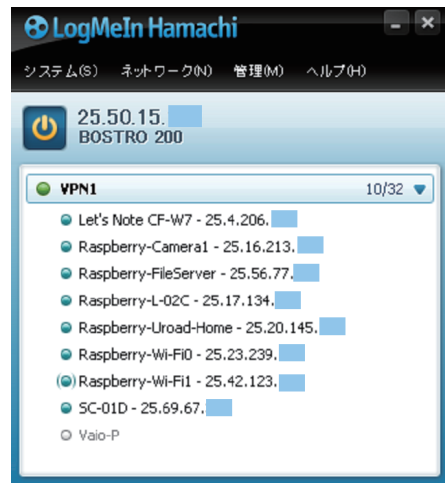 LogMeIn Hamachi
システム(S) ネットワーク(N) 管理(M) ヘルプ(H)
25.50.15.
BOSTRO 200
VPN1 10/32
Let's Note CF-W7 - 25.4.206.
Raspberry-Camera1 - 25.16.213.
Raspberry-FileServer - 25.56.77.
Raspberry-L-02C - 25.17.134.
Raspberry-Uroad-Home - 25.20.145.
Raspberry-Wi-Fi0 - 25.23.239.
Raspberry-Wi-Fi1 - 25.42.123.
SC-01D - 25.69.67.
Vaio-P